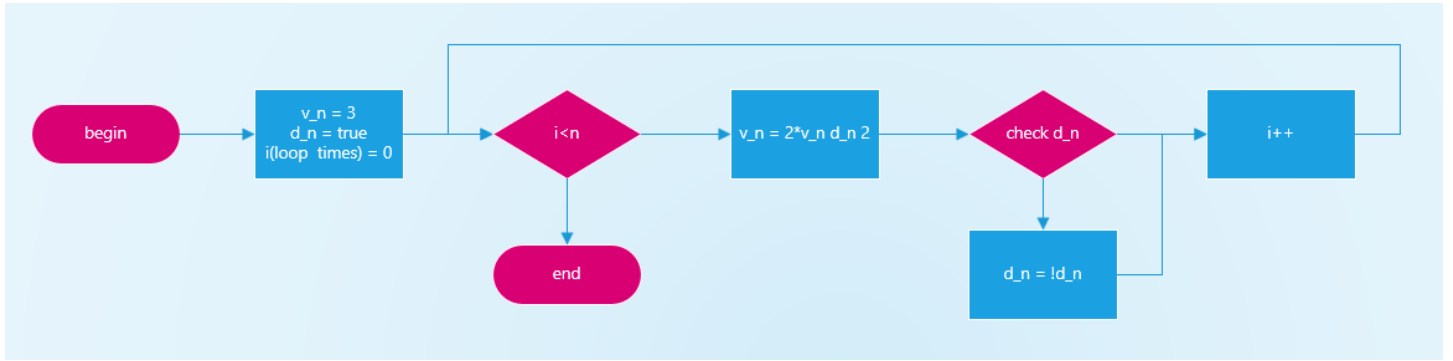 begin
v_n = 3
d_n = true
i(loop times) = 0
i<n
v_n = 2*v_n d_n 2
check d_n
i++
end
d_n = !d_n